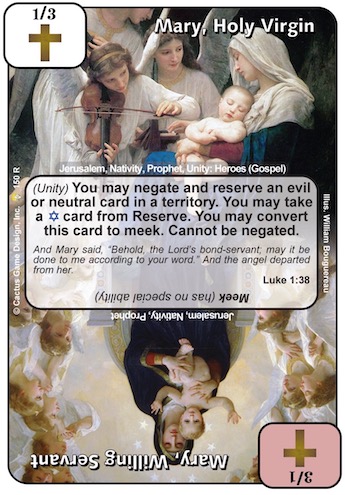 1/3
Mary, Holy Virgin
Jerusalem, Nativity, Prophet, Unity: Heroes (Gospel)
(Unity) You may negate and reserve an evil
or neutral card in a territory. You may take
a ✡ card from Reserve. You may convert
this card to meek. Cannot be negated.
And Mary said, "Behold, the Lord's bond-servant; may it be
done to me according to your word." And the angel departed
from her.
Luke 1:38
© Cactus Game Design, Inc.
150 R
Illus. William Bouguereau
Meek (has no special ability)
Jerusalem, Nativity, Prophet
Mary, Willing Servant
3/1